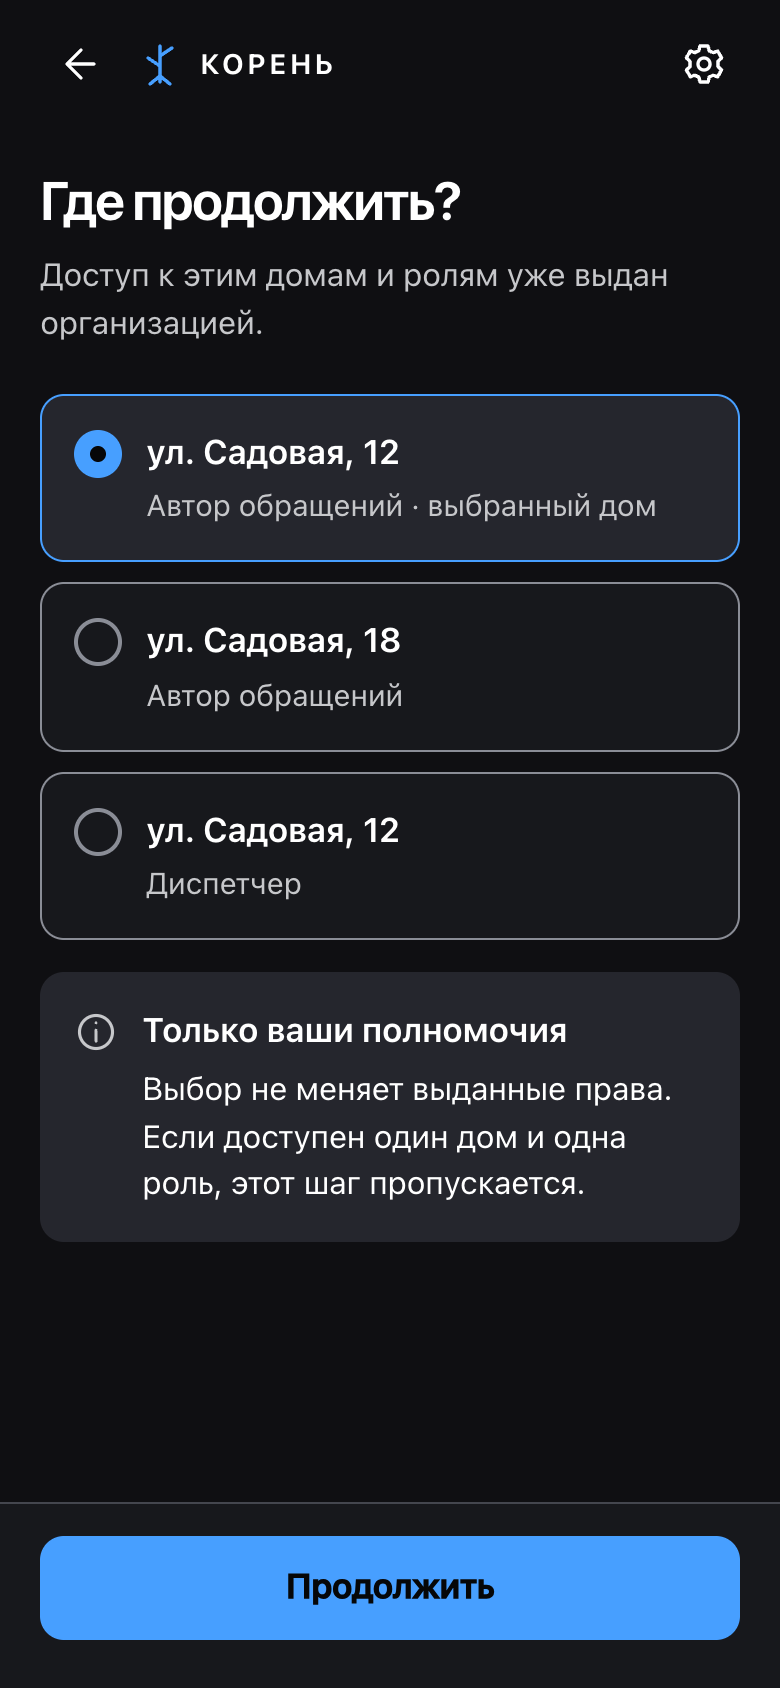 КОРЕНЬ
Где продолжить?
Доступ к этим домам и ролям уже выдан
организацией.
ул. Садовая, 12
Автор обращений · выбранный дом
ул. Садовая, 18
Автор обращений
ул. Садовая, 12
Диспетчер
Только ваши полномочия
Выбор не меняет выданные права.
Если доступен один дом и одна
роль, этот шаг пропускается.
Продолжить